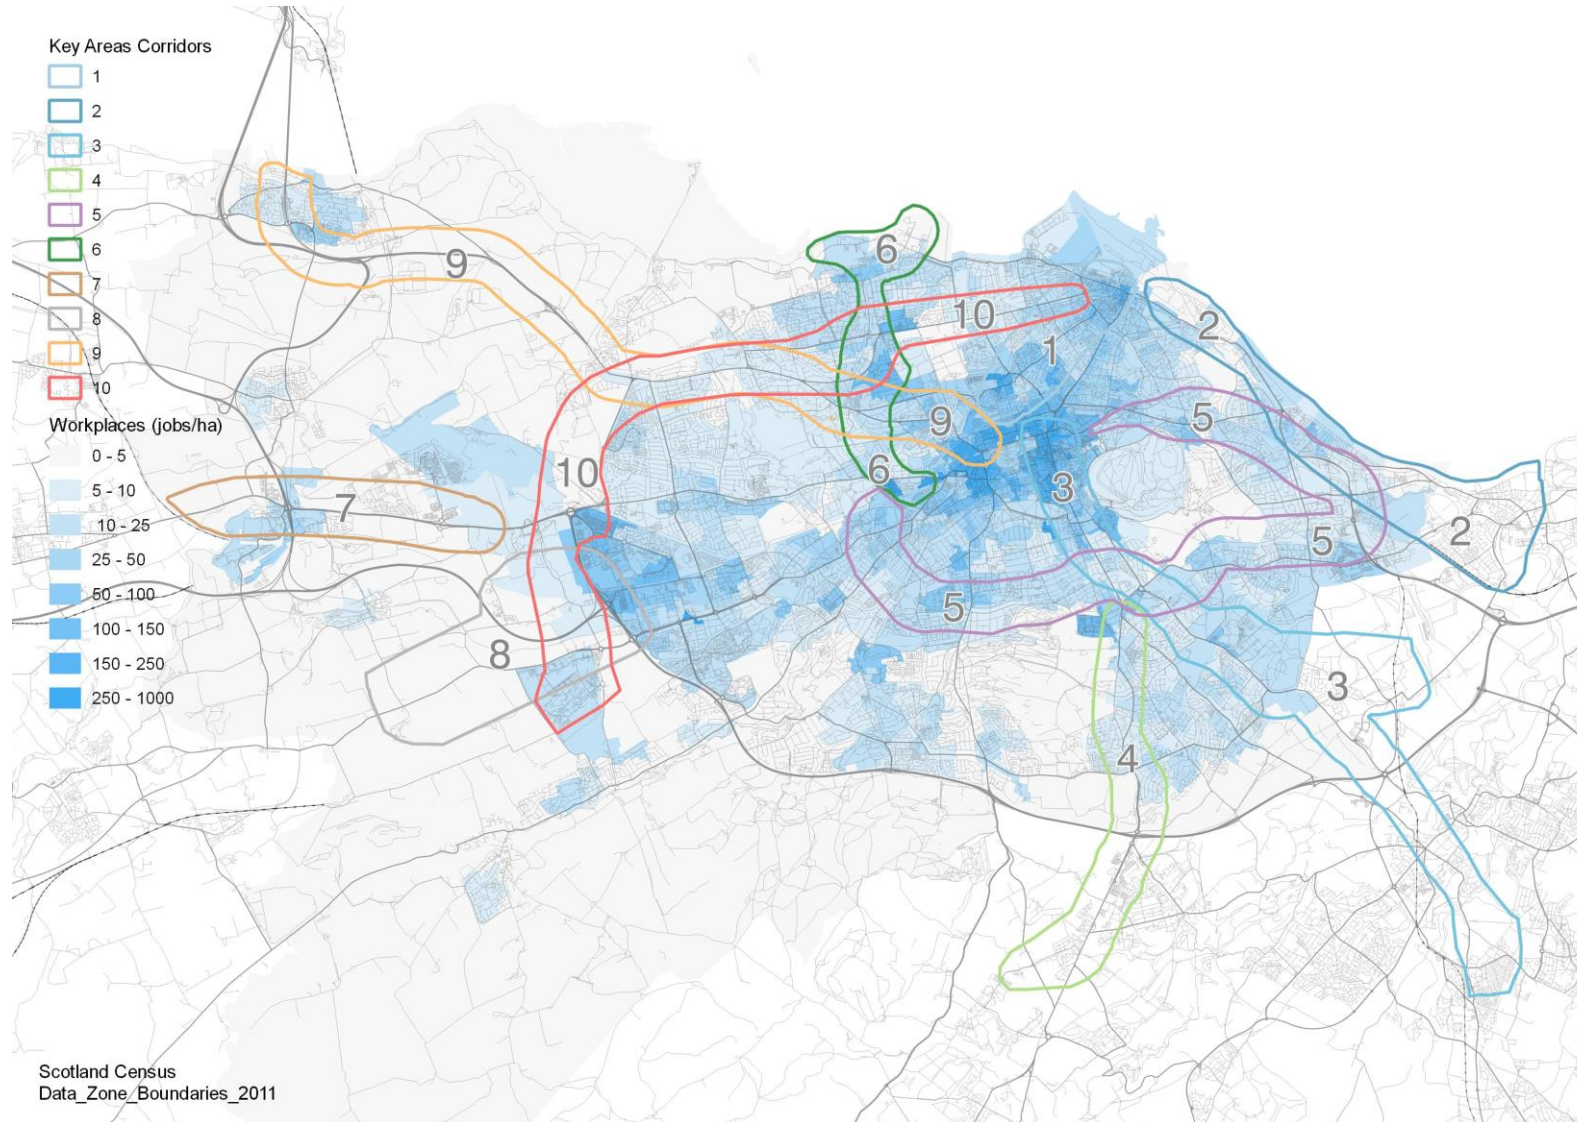 Key Areas Corridors
1
2
3
4
5
6
7
8
9
10
Workplaces (jobs/ha)
0 - 5
5 - 10
10 - 25
25 - 50
50 - 100
100 - 150
150 - 250
250 - 1000
6
9
10
2
1
5
9
10
6
3
7
5
2
5
8
3
4
Scotland Census
Data_Zone_Boundaries_2011